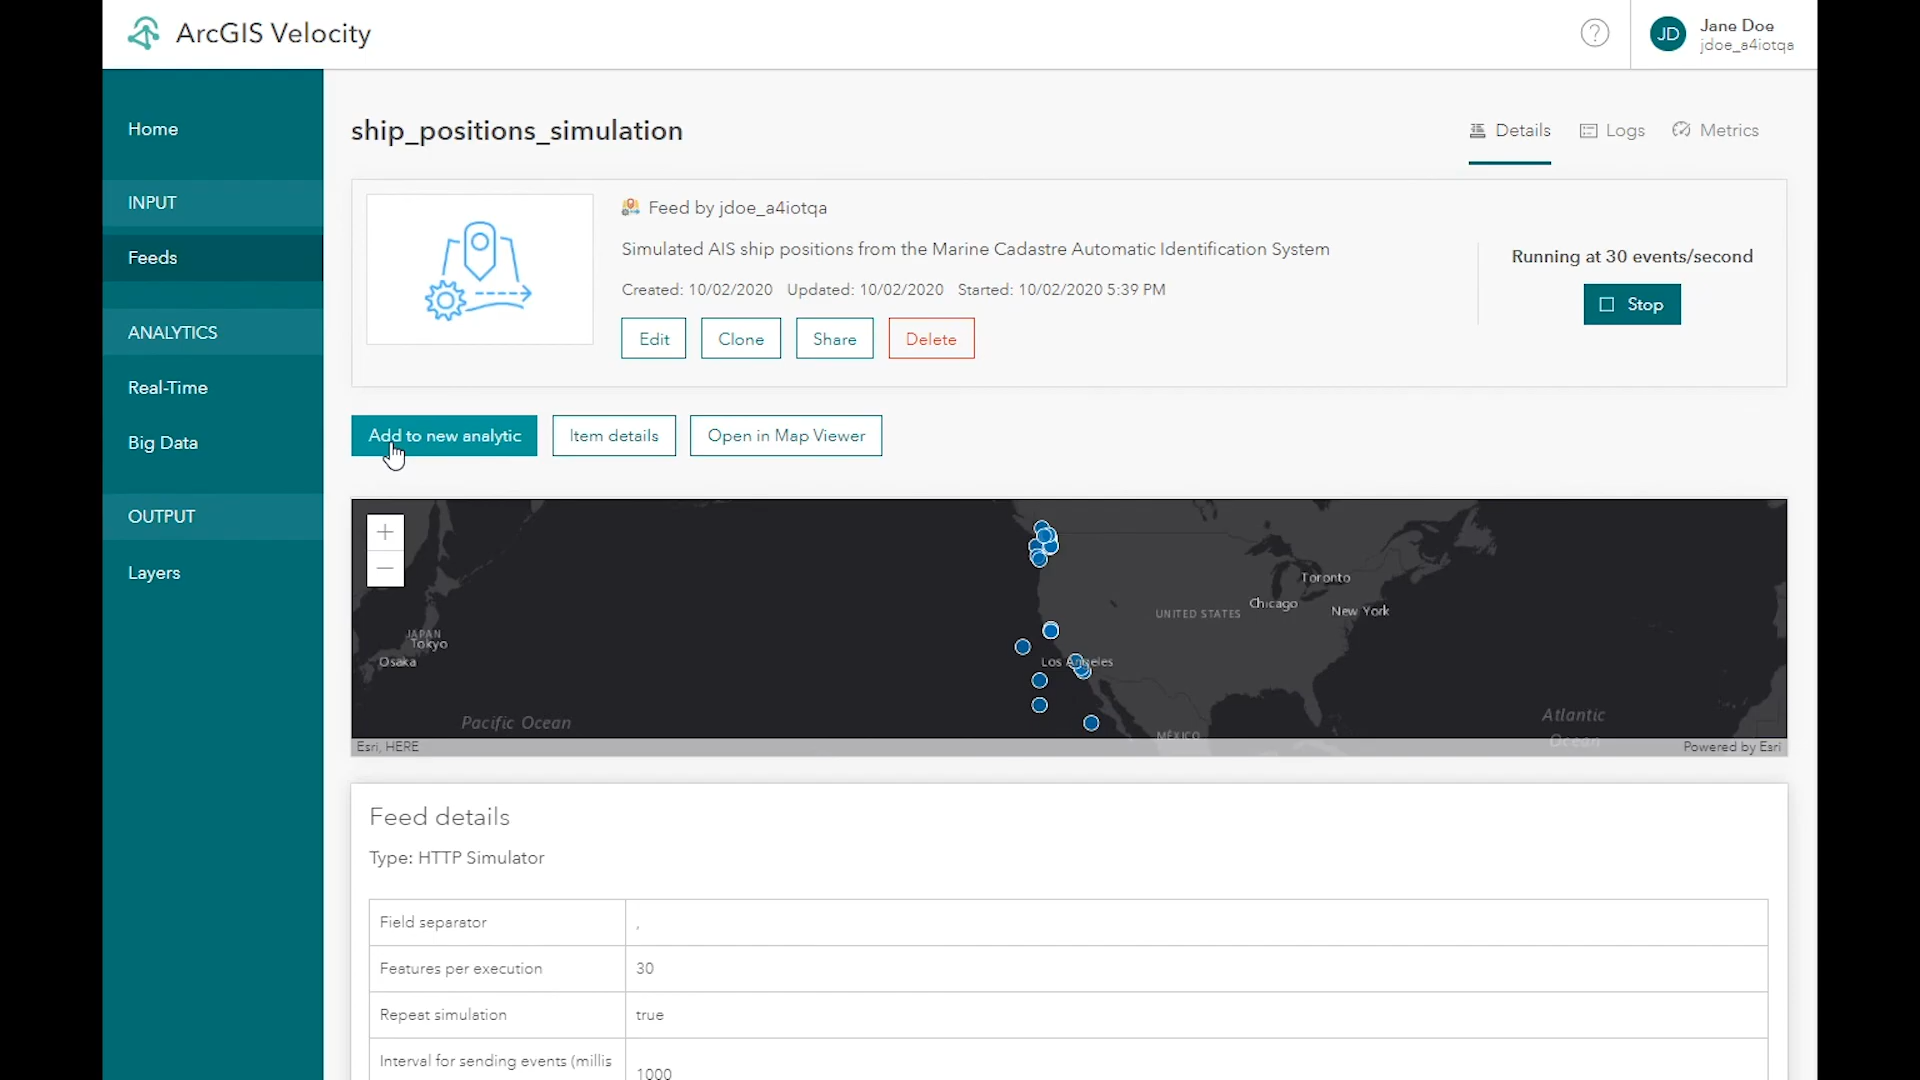 ArcGIS Velocity
?
JD
Jane Doe
jdoe_a4iotqa
Home
INPUT
Feeds
ANALYTICS
Real-Time
Big Data
OUTPUT
Layers
ship_positions_simulation
Details
Logs
Metrics
Feed by jdoe_a4iotqa
Simulated AIS ship positions from the Marine Cadastre Automatic Identification System
Created: 10/02/2020 Updated: 10/02/2020 Started: 10/02/2020 5:39 PM
Edit
Clone
Share
Delete
Running at 30 events/second
Stop
Add to new analytic
Item details
Open in Map Viewer
+
−
JAPAN
Tokyo
Osaka
Pacific Ocean
Los Angeles
UNITED STATES
Chicago
Toronto
New York
MÉXICO
Atlantic
Ocean
Esri, HERE
Powered by Esri
Feed details
Type: HTTP Simulator
Field separator ,
Features per execution 30
Repeat simulation true
Interval for sending events (millis 1000